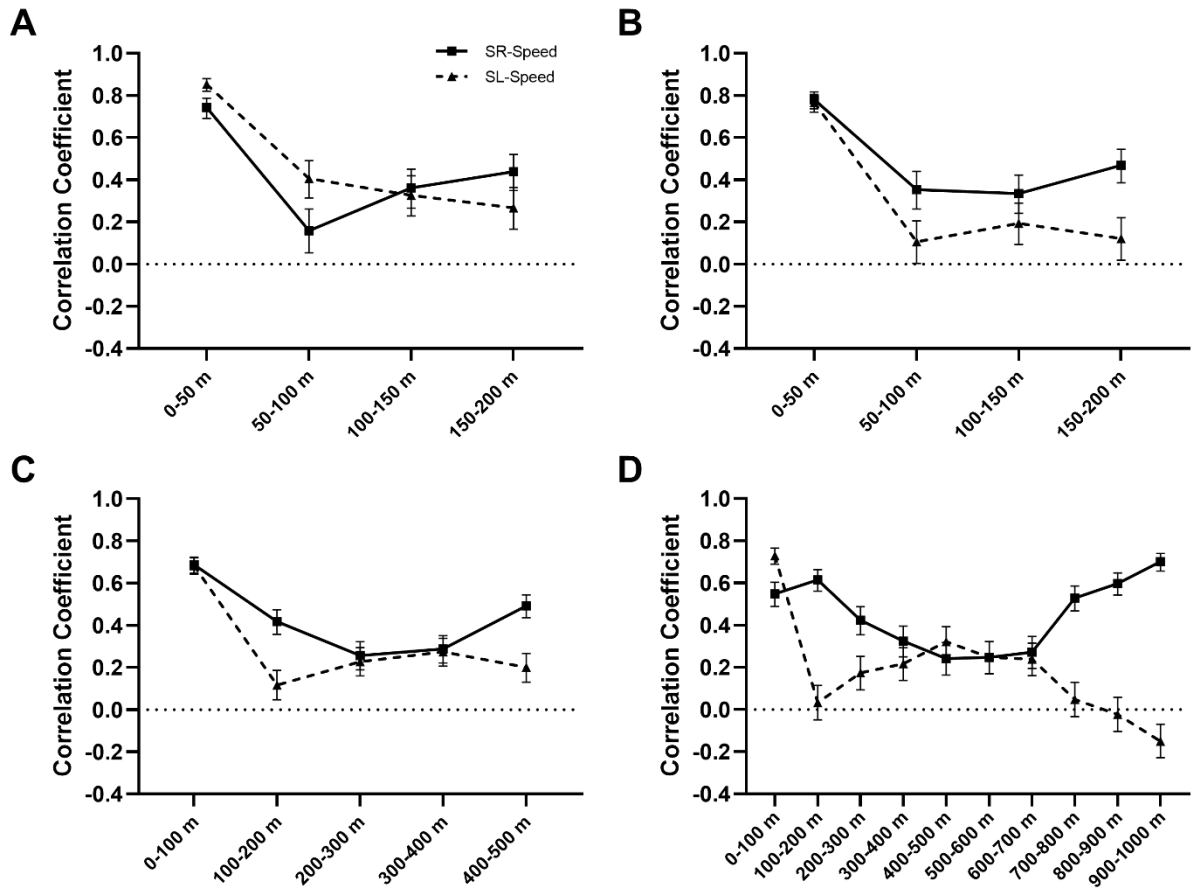 A
SR-Speed
SL-Speed
Correlation Coefficient
1.0
0.8
0.6
0.4
0.2
0.0
-0.2
-0.4
0-50 m
50-100 m
100-150 m
150-200 m
B
Correlation Coefficient
1.0
0.8
0.6
0.4
0.2
0.0
-0.2
-0.4
0-50 m
50-100 m
100-150 m
150-200 m
C
Correlation Coefficient
1.0
0.8
0.6
0.4
0.2
0.0
-0.2
-0.4
0-100 m
100-200 m
200-300 m
300-400 m
400-500 m
D
Correlation Coefficient
1.0
0.8
0.6
0.4
0.2
0.0
-0.2
-0.4
0-100 m
100-200 m
200-300 m
300-400 m
400-500 m
500-600 m
600-700 m
700-800 m
800-900 m
900-1000 m